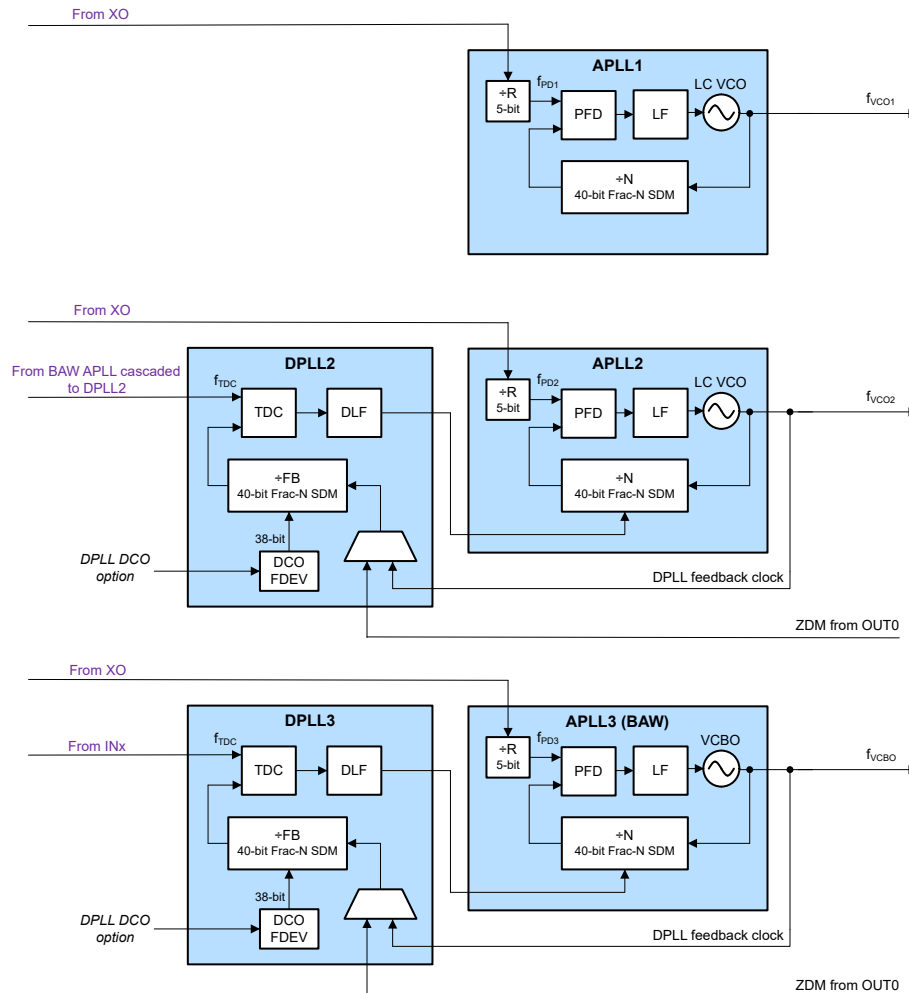 From XO
APLL1
÷R
5-bit
fPD1
PFD
LF
LC VCO
fVCO1
÷N
40-bit Frac-N SDM
From XO
From BAW APLL cascaded
to DPLL2
DPLL2
fTDC
TDC
DLF
÷FB
40-bit Frac-N SDM
38-bit
DCO
FDEV
DPLL DCO
option
APLL2
÷R
5-bit
fPD2
PFD
LF
LC VCO
fVCO2
÷N
40-bit Frac-N SDM
DPLL feedback clock
ZDM from OUT0
From XO
From INx
DPLL3
fTDC
TDC
DLF
÷FB
40-bit Frac-N SDM
38-bit
DCO
FDEV
DPLL DCO
option
APLL3 (BAW)
÷R
5-bit
fPD3
PFD
LF
VCBO
fVCBO
÷N
40-bit Frac-N SDM
DPLL feedback clock
ZDM from OUT0